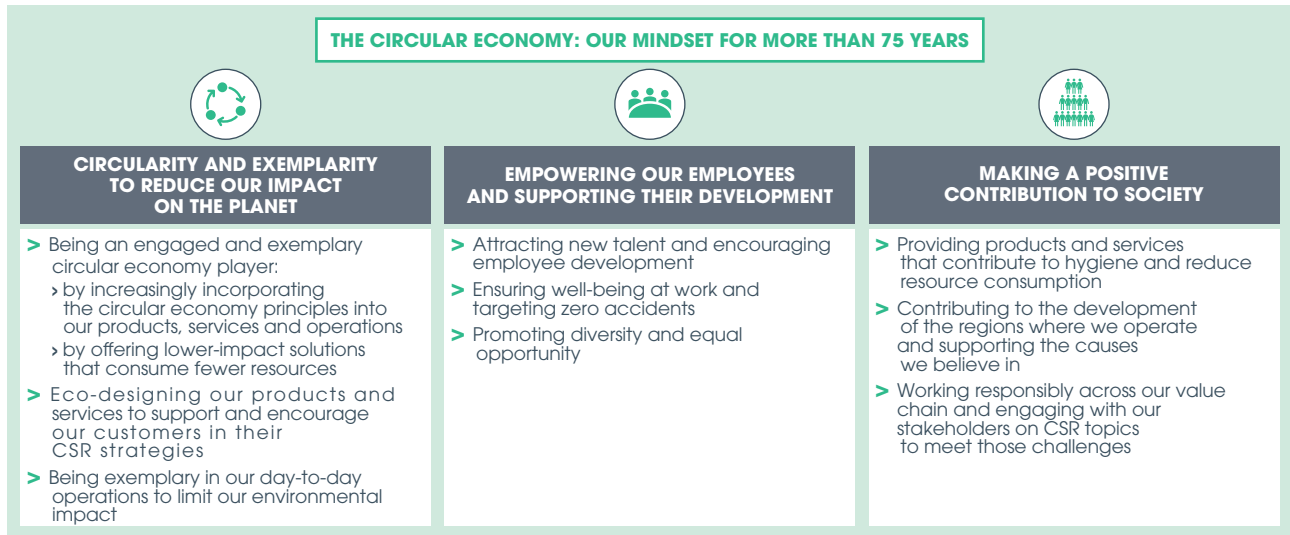 THE CIRCULAR ECONOMY: OUR MINDSET FOR MORE THAN 75 YEARS
CIRCULARITY AND EXEMPLARITY
TO REDUCE OUR IMPACT
ON THE PLANET
> Being an engaged and exemplary
circular economy player:
› by increasingly incorporating
the circular economy principles into
our products, services and operations
› by offering lower-impact solutions
that consume fewer resources
> Eco-designing our products and
services to support and encourage
our customers in their
CSR strategies
> Being exemplary in our day-to-day
operations to limit our environmental
impact
EMPOWERING OUR EMPLOYEES
AND SUPPORTING THEIR DEVELOPMENT
> Attracting new talent and encouraging
employee development
> Ensuring well-being at work and
targeting zero accidents
> Promoting diversity and equal
opportunity
MAKING A POSITIVE
CONTRIBUTION TO SOCIETY
> Providing products and services
that contribute to hygiene and reduce
resource consumption
> Contributing to the development
of the regions where we operate
and supporting the causes
we believe in
> Working responsibly across our value
chain and engaging with our
stakeholders on CSR topics
to meet those challenges